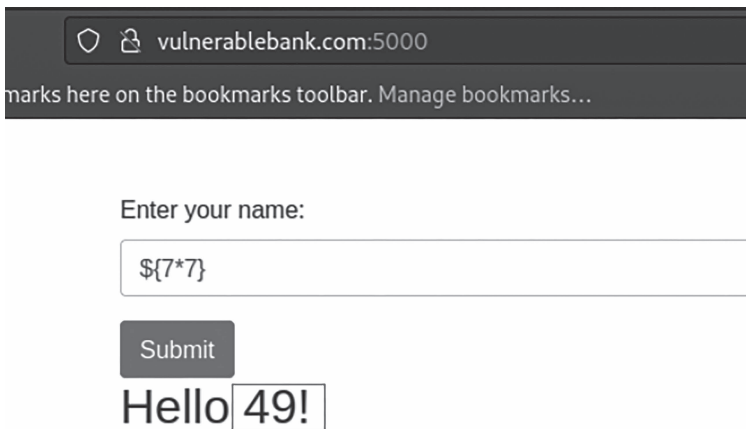 vulnerablebank.com:5000
marks here on the bookmarks toolbar. Manage bookmarks...
Enter your name:
${7*7}
Submit
Hello 49!